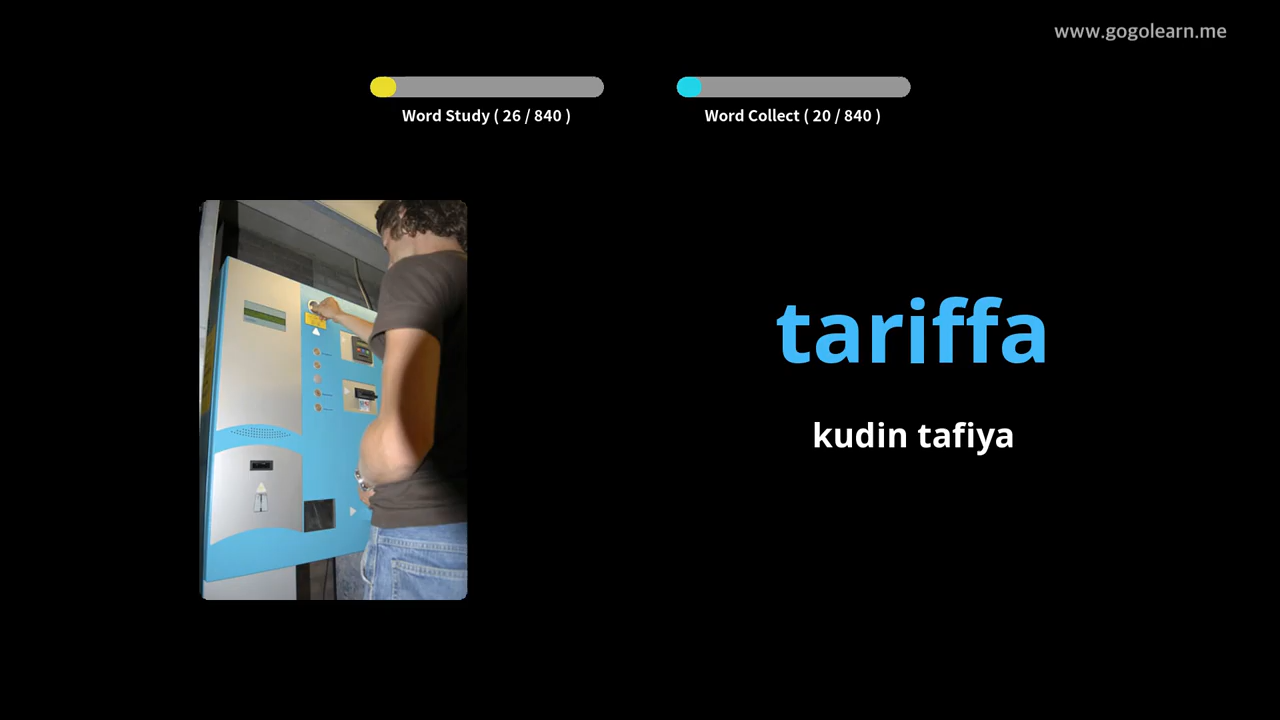 www.gogolearn.me
Word Study ( 26 / 840 )
Word Collect ( 20 / 840 )
tariffa
kudin tafiya